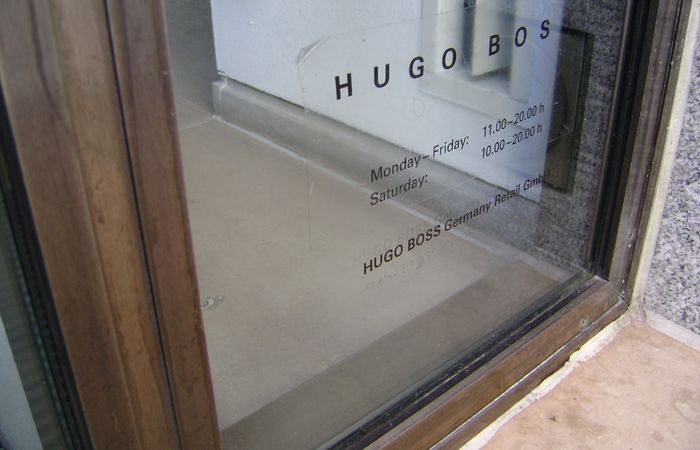 HUGO BOS
Monday–Friday: 11.00–20.00 h
Saturday: 10.00–20.00 h
HUGO BOSS Germany Retail GmbH